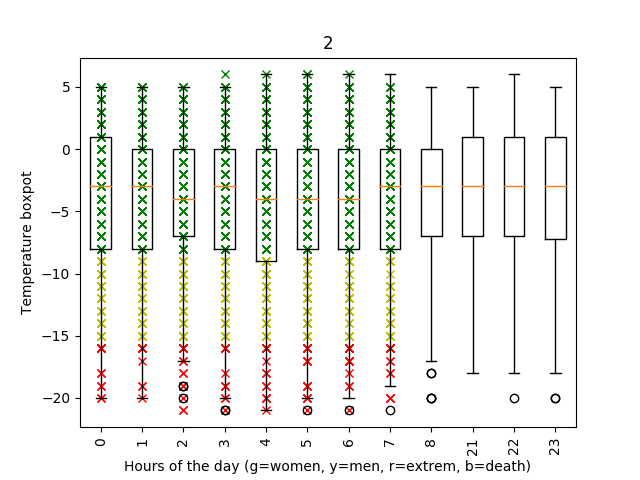 2
Temperature boxpot
5
0
−5
−10
−15
−20
0 1 2 3 4 5 6 7 8 21 22 23
Hours of the day (g=women, y=men, r=extrem, b=death)